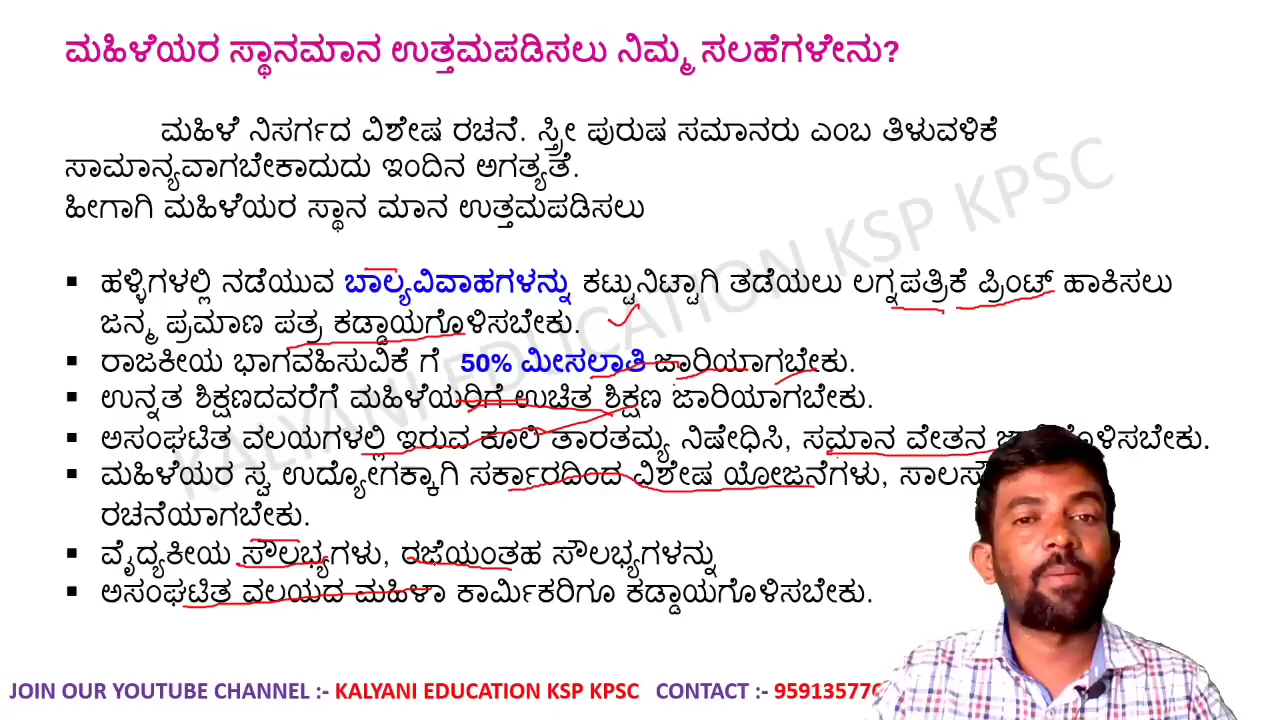 ಮಹಿಳೆಯರ ಸ್ಥಾನಮಾನ ಉತ್ತಮಪಡಿಸಲು ನಿಮ್ಮ ಸಲಹೆಗಳೇನು?
ಮಹಿಳೆ ನಿಸರ್ಗದ ವಿಶೇಷ ರಚನೆ. ಸ್ತ್ರೀ ಪುರುಷ ಸಮಾನರು ಎಂಬ ತಿಳುವಳಿಕೆ
ಸಾಮಾನ್ಯವಾಗಬೇಕಾದುದು ಇಂದಿನ ಅಗತ್ಯತೆ.
ಹೀಗಾಗಿ ಮಹಿಳೆಯರ ಸ್ಥಾನ ಮಾನ ಉತ್ತಮಪಡಿಸಲು
▪ ಹಳ್ಳಿಗಳಲ್ಲಿ ನಡೆಯುವ ಬಾಲ್ಯವಿವಾಹಗಳನ್ನು ಕಟ್ಟುನಿಟ್ಟಾಗಿ ತಡೆಯಲು ಲಗ್ನಪತ್ರಿಕೆ ಪ್ರಿಂಟ್ ಹಾಕಿಸಲು
ಜನ್ಮ ಪ್ರಮಾಣ ಪತ್ರ ಕಡ್ಡಾಯಗೊಳಿಸಬೇಕು.
▪ ರಾಜಕೀಯ ಭಾಗವಹಿಸುವಿಕೆ ಗೆ 50% ಮೀಸಲಾತಿ ಜಾರಿಯಾಗಬೇಕು.
▪ ಉನ್ನತ ಶಿಕ್ಷಣದವರೆಗೆ ಮಹಿಳೆಯರಿಗೆ ಉಚಿತ ಶಿಕ್ಷಣ ಜಾರಿಯಾಗಬೇಕು.
▪ ಅಸಂಘಟಿತ ವಲಯಗಳಲ್ಲಿ ಇರುವ ಕೂಲಿ ತಾರತಮ್ಯ ನಿಷೇಧಿಸಿ, ಸಮಾನ ವೇತನ
▪ ಮಹಿಳೆಯರ ಸ್ವ ಉದ್ಯೋಗಕ್ಕಾಗಿ ಸರ್ಕಾರದಿಂದ ವಿಶೇಷ ಯೋಜನೆಗಳು,
ರಚನೆಯಾಗಬೇಕು.
▪ ವೈದ್ಯಕೀಯ ಸೌಲಭ್ಯಗಳು, ರಜೆಯಂತಹ ಸೌಲಭ್ಯಗಳನ್ನು
▪ ಅಸಂಘಟಿತ ವಲಯದ ಮಹಿಳಾ ಕಾರ್ಮಿಕರಿಗೂ ಕಡ್ಡಾಯಗೊಳಿಸಬೇಕು.
KALYANI EDUCATION KSP KPSC
JOIN OUR YOUTUBE CHANNEL :- KALYANI EDUCATION KSP KPSC CONTACT :- 959135776